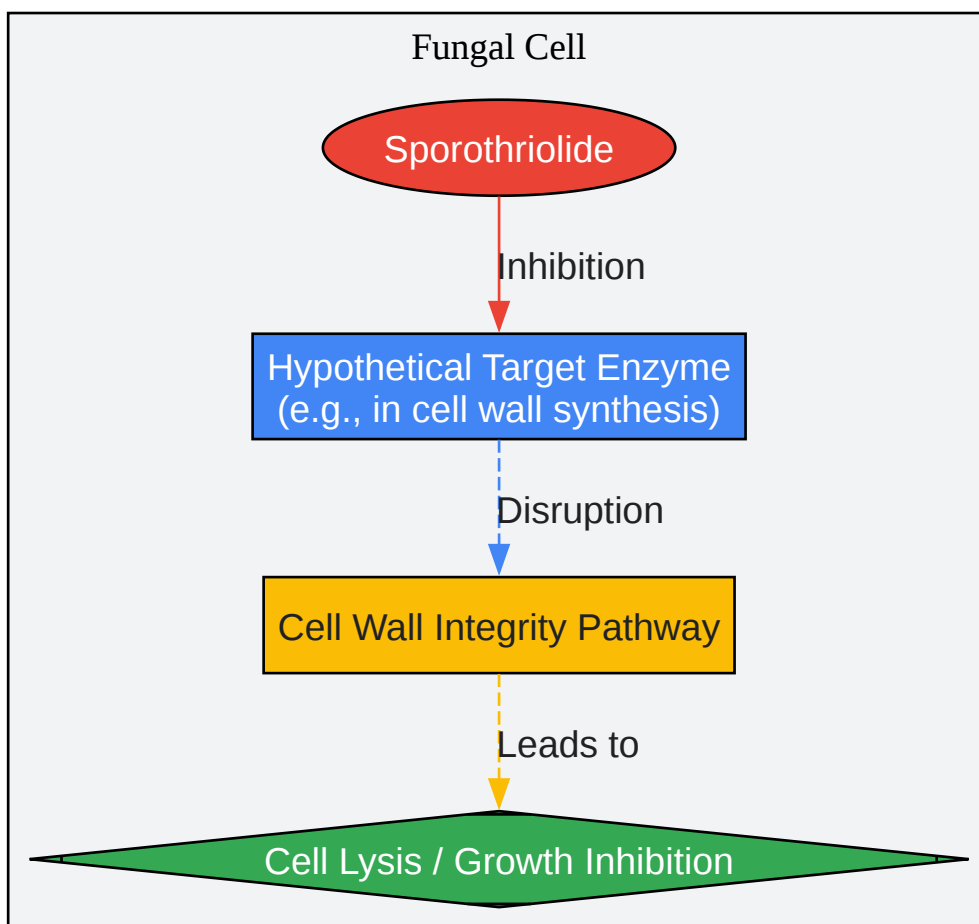 Fungal Cell
Sporothriolide
Inhibition
Hypothetical Target Enzyme
(e.g., in cell wall synthesis)
Disruption
Cell Wall Integrity Pathway
Leads to
Cell Lysis / Growth Inhibition